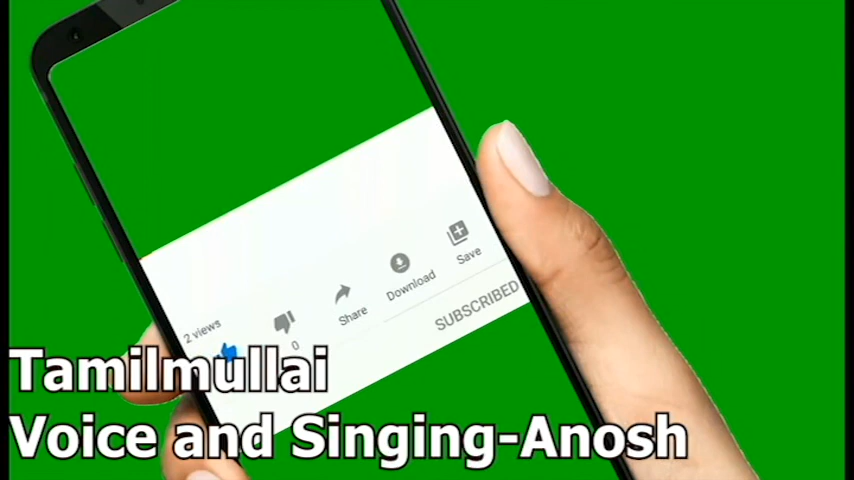 2 views
0
Share
Download
Save
SUBSCRIBED
Tamilmullai
Voice and Singing-Anosh